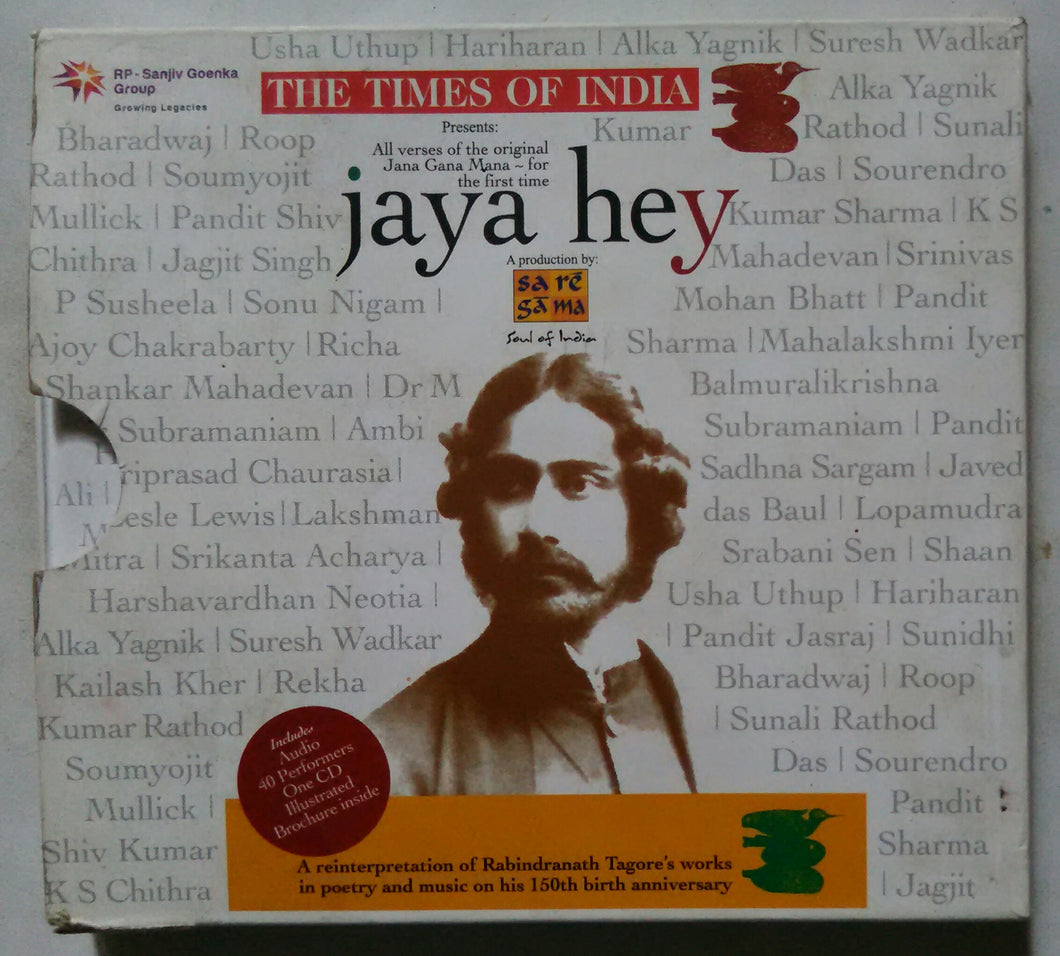 Usha Uthup | Hariharan | Alka Yagnik | Suresh Wadkar
RP - Sanjiv Goenka
Group
Growing Legacies
THE TIMES OF INDIA
Alka Yagnik
Presents:
Kumar
Bharadwaj | Roop
Rathod | Sunali
All verses of the original
Jana Gana Mana ~ for
the first time
Rathod | Soumyojit
Das | Sourendro
jaya hey
Mullick | Pandit Shiv
Kumar Sharma | K S
Chithra | Jagjit Singh
Mahadevan | Srinivas
A production by:
sa rē
gā ma
Soul of India
P Susheela | Sonu Nigam |
Mohan Bhatt | Pandit
Ajoy Chakrabarty | Richa
Sharma | Mahalakshmi Iyer
Shankar Mahadevan | Dr M
Balmuralikrishna
Subramaniam | Ambi
Subramaniam | Pandit
riprasad Chaurasia |
Sadhna Sargam | Javed
Ali |
Lesle Lewis | Lakshman
das Baul | Lopamudra
Mitra | Srikanta Acharya |
Srabani Sen | Shaan
Harshavardhan Neotia |
Usha Uthup | Hariharan
Alka Yagnik | Suresh Wadkar
| Pandit Jasraj | Sunidhi
Kailash Kher | Rekha
Bharadwaj | Roop
Kumar Rathod
| Sunali Rathod
Soumyojit
Das | Sourendro
Mullick |
Pandit
Shiv Kumar
Sharma
K S Chithra
| Jagjit
Includes
Audio
40 Performers
One CD
Illustrated
Brochure inside
A reinterpretation of Rabindranath Tagore's works
in poetry and music on his 150th birth anniversary